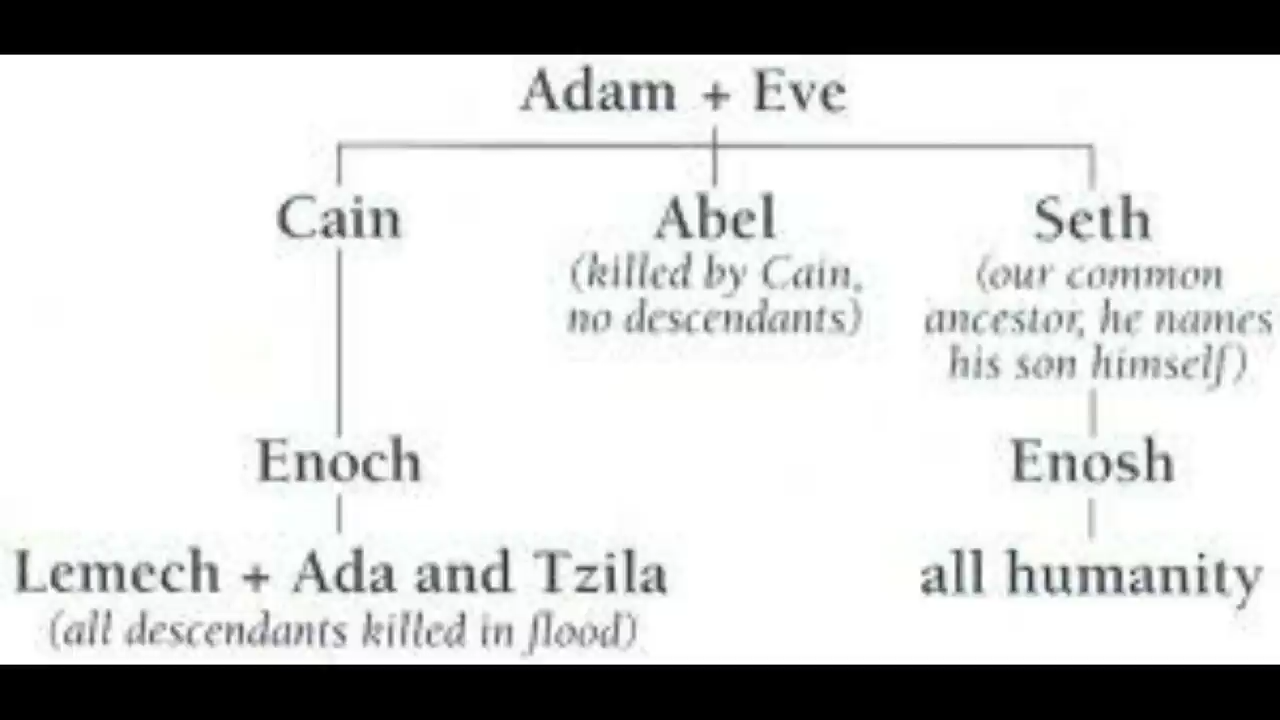 Adam + Eve
Cain
Abel
Seth
(killed by Cain,
no descendants)
(our common
ancestor, he names
his son himself)
Enoch
Enosh
Lemech + Ada and Tzila
(all descendants killed in flood)
all humanity